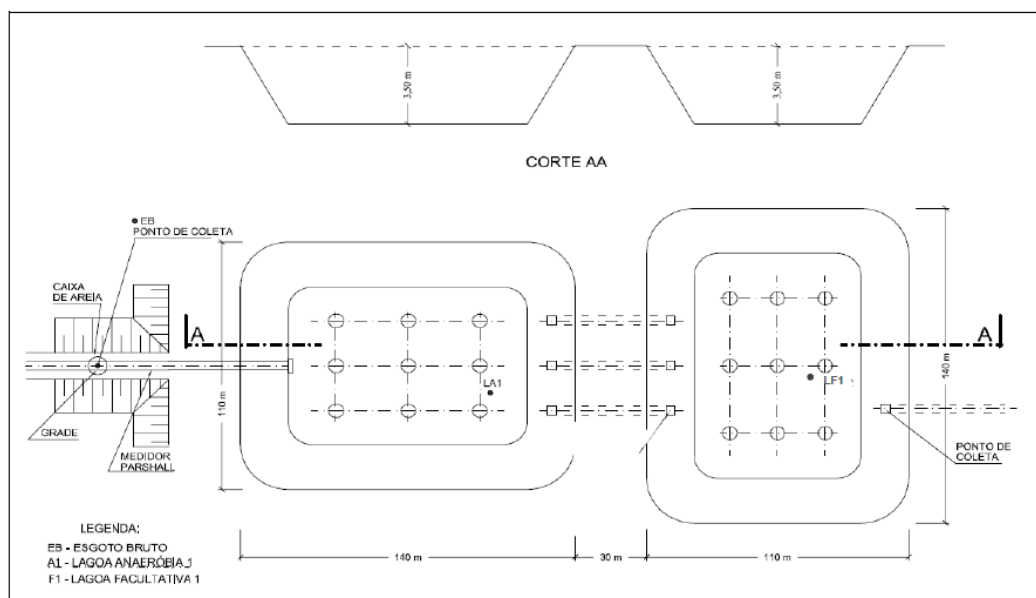 3,50 m
3,50 m
CORTE AA
EB
PONTO DE COLETA
CAIXA
DE AREIA
A
A
LA1
LF1
110 m
140 m
GRADE
MEDIDOR
PARSHALL
PONTO DE
COLETA
LEGENDA:
EB - ESGOTO BRUTO
A1 - LAGOA ANAERÓBIA 1
F1 - LAGOA FACULTATIVA 1
140 m
30 m
110 m